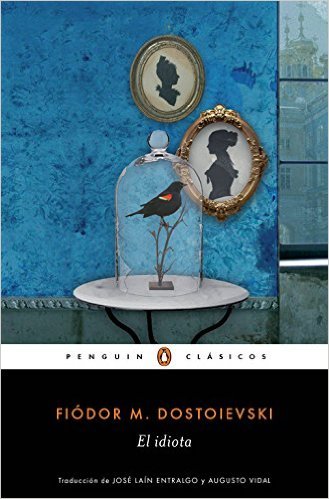 PENGUIN CLÁSICOS
FIÓDOR M. DOSTOIEVSKI
El idiota
Traducción de JOSÉ LAÍN ENTRALGO y AUGUSTO VIDAL